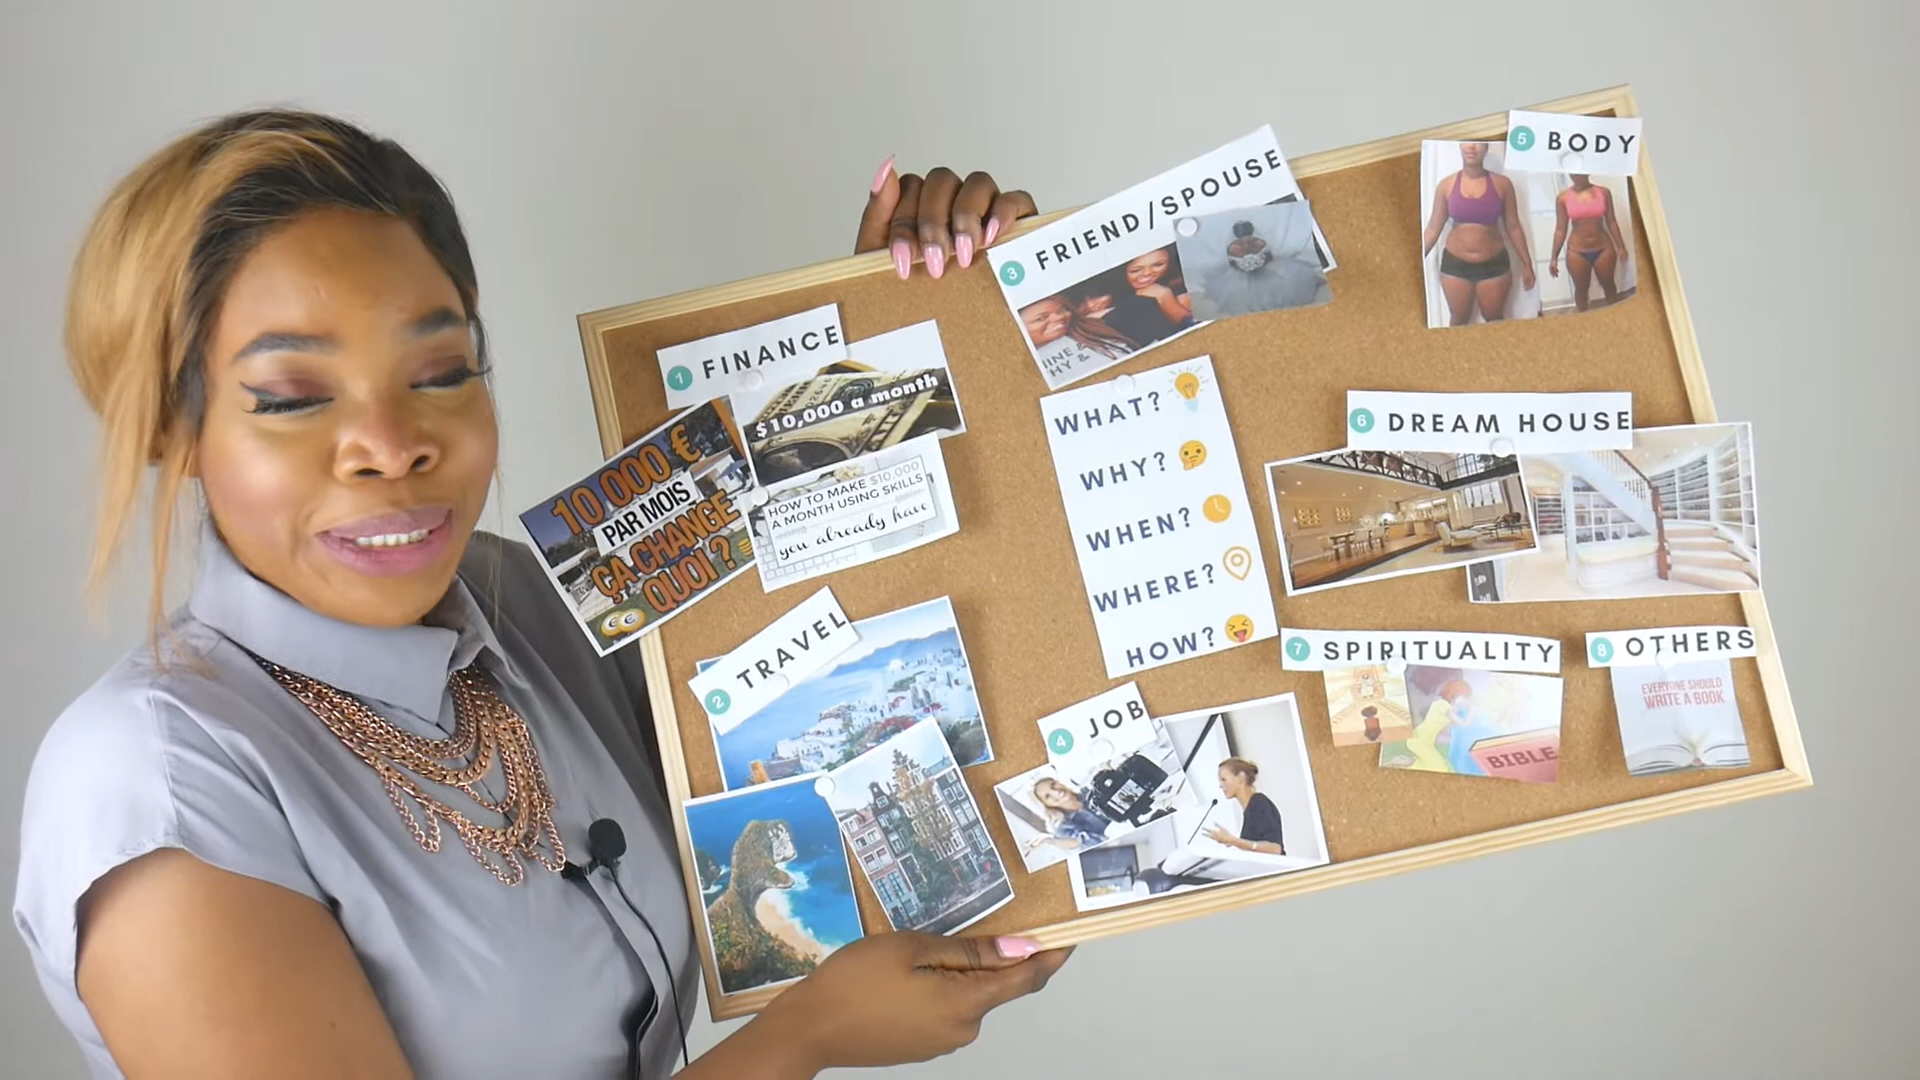 1 FINANCE
$10,000 a month
10 000 €
PAR MOIS
ÇA CHANGE
QUOI ?
HOW TO MAKE $10,000
A MONTH USING SKILLS
you already have
2 TRAVEL
3 FRIEND/SPOUSE
WHAT?
WHY?
WHEN?
WHERE?
HOW?
4 JOB
5 BODY
6 DREAM HOUSE
7 SPIRITUALITY
BIBLE
8 OTHERS
EVERYONE SHOULD
WRITE A BOOK